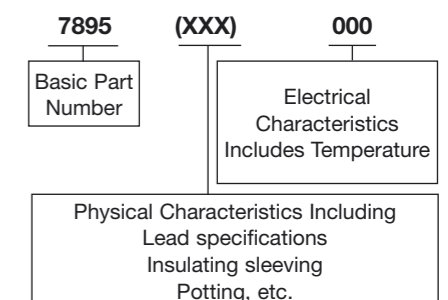 7895 (XXX) 000
Basic Part
Number
Electrical
Characteristics
Includes Temperature
Physical Characteristics Including
Lead specifications
Insulating sleeving
Potting, etc.